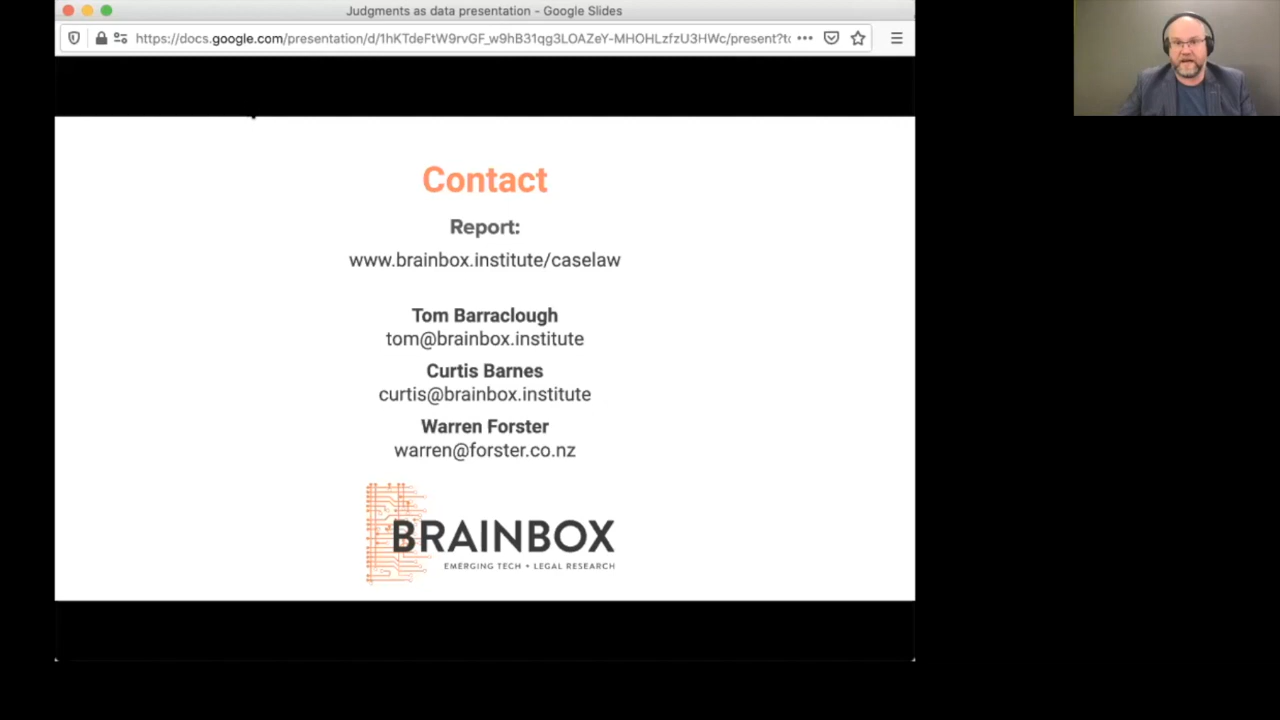 Judgments as data presentation - Google Slides
https://docs.google.com/presentation/d/1hKTdeFtW9rvGF_w9hB31qg3LOAZeY-MHOHLzfzU3HWc/present?t
Contact
Report:
www.brainbox.institute/caselaw
Tom Barraclough
tom@brainbox.institute
Curtis Barnes
curtis@brainbox.institute
Warren Forster
warren@forster.co.nz
BRAINBOX
EMERGING TECH + LEGAL RESEARCH